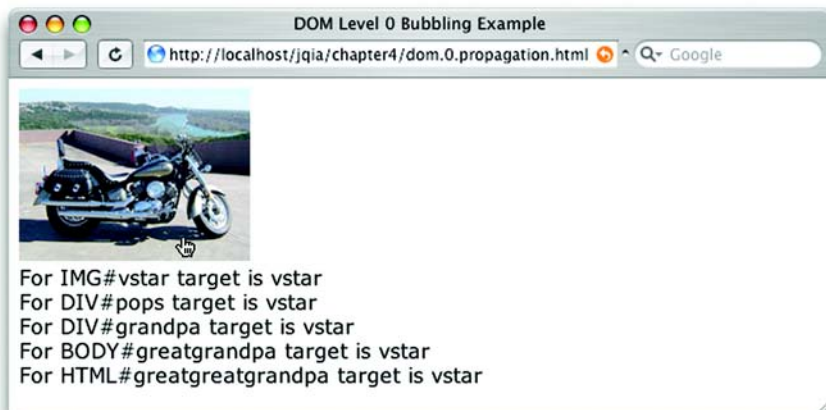 DOM Level 0 Bubbling Example
http://localhost/jqia/chapter4/dom.0.propagation.html Google
For IMG#vstar target is vstar
For DIV#pops target is vstar
For DIV#grandpa target is vstar
For BODY#greatgrandpa target is vstar
For HTML#greatgreatgrandpa target is vstar